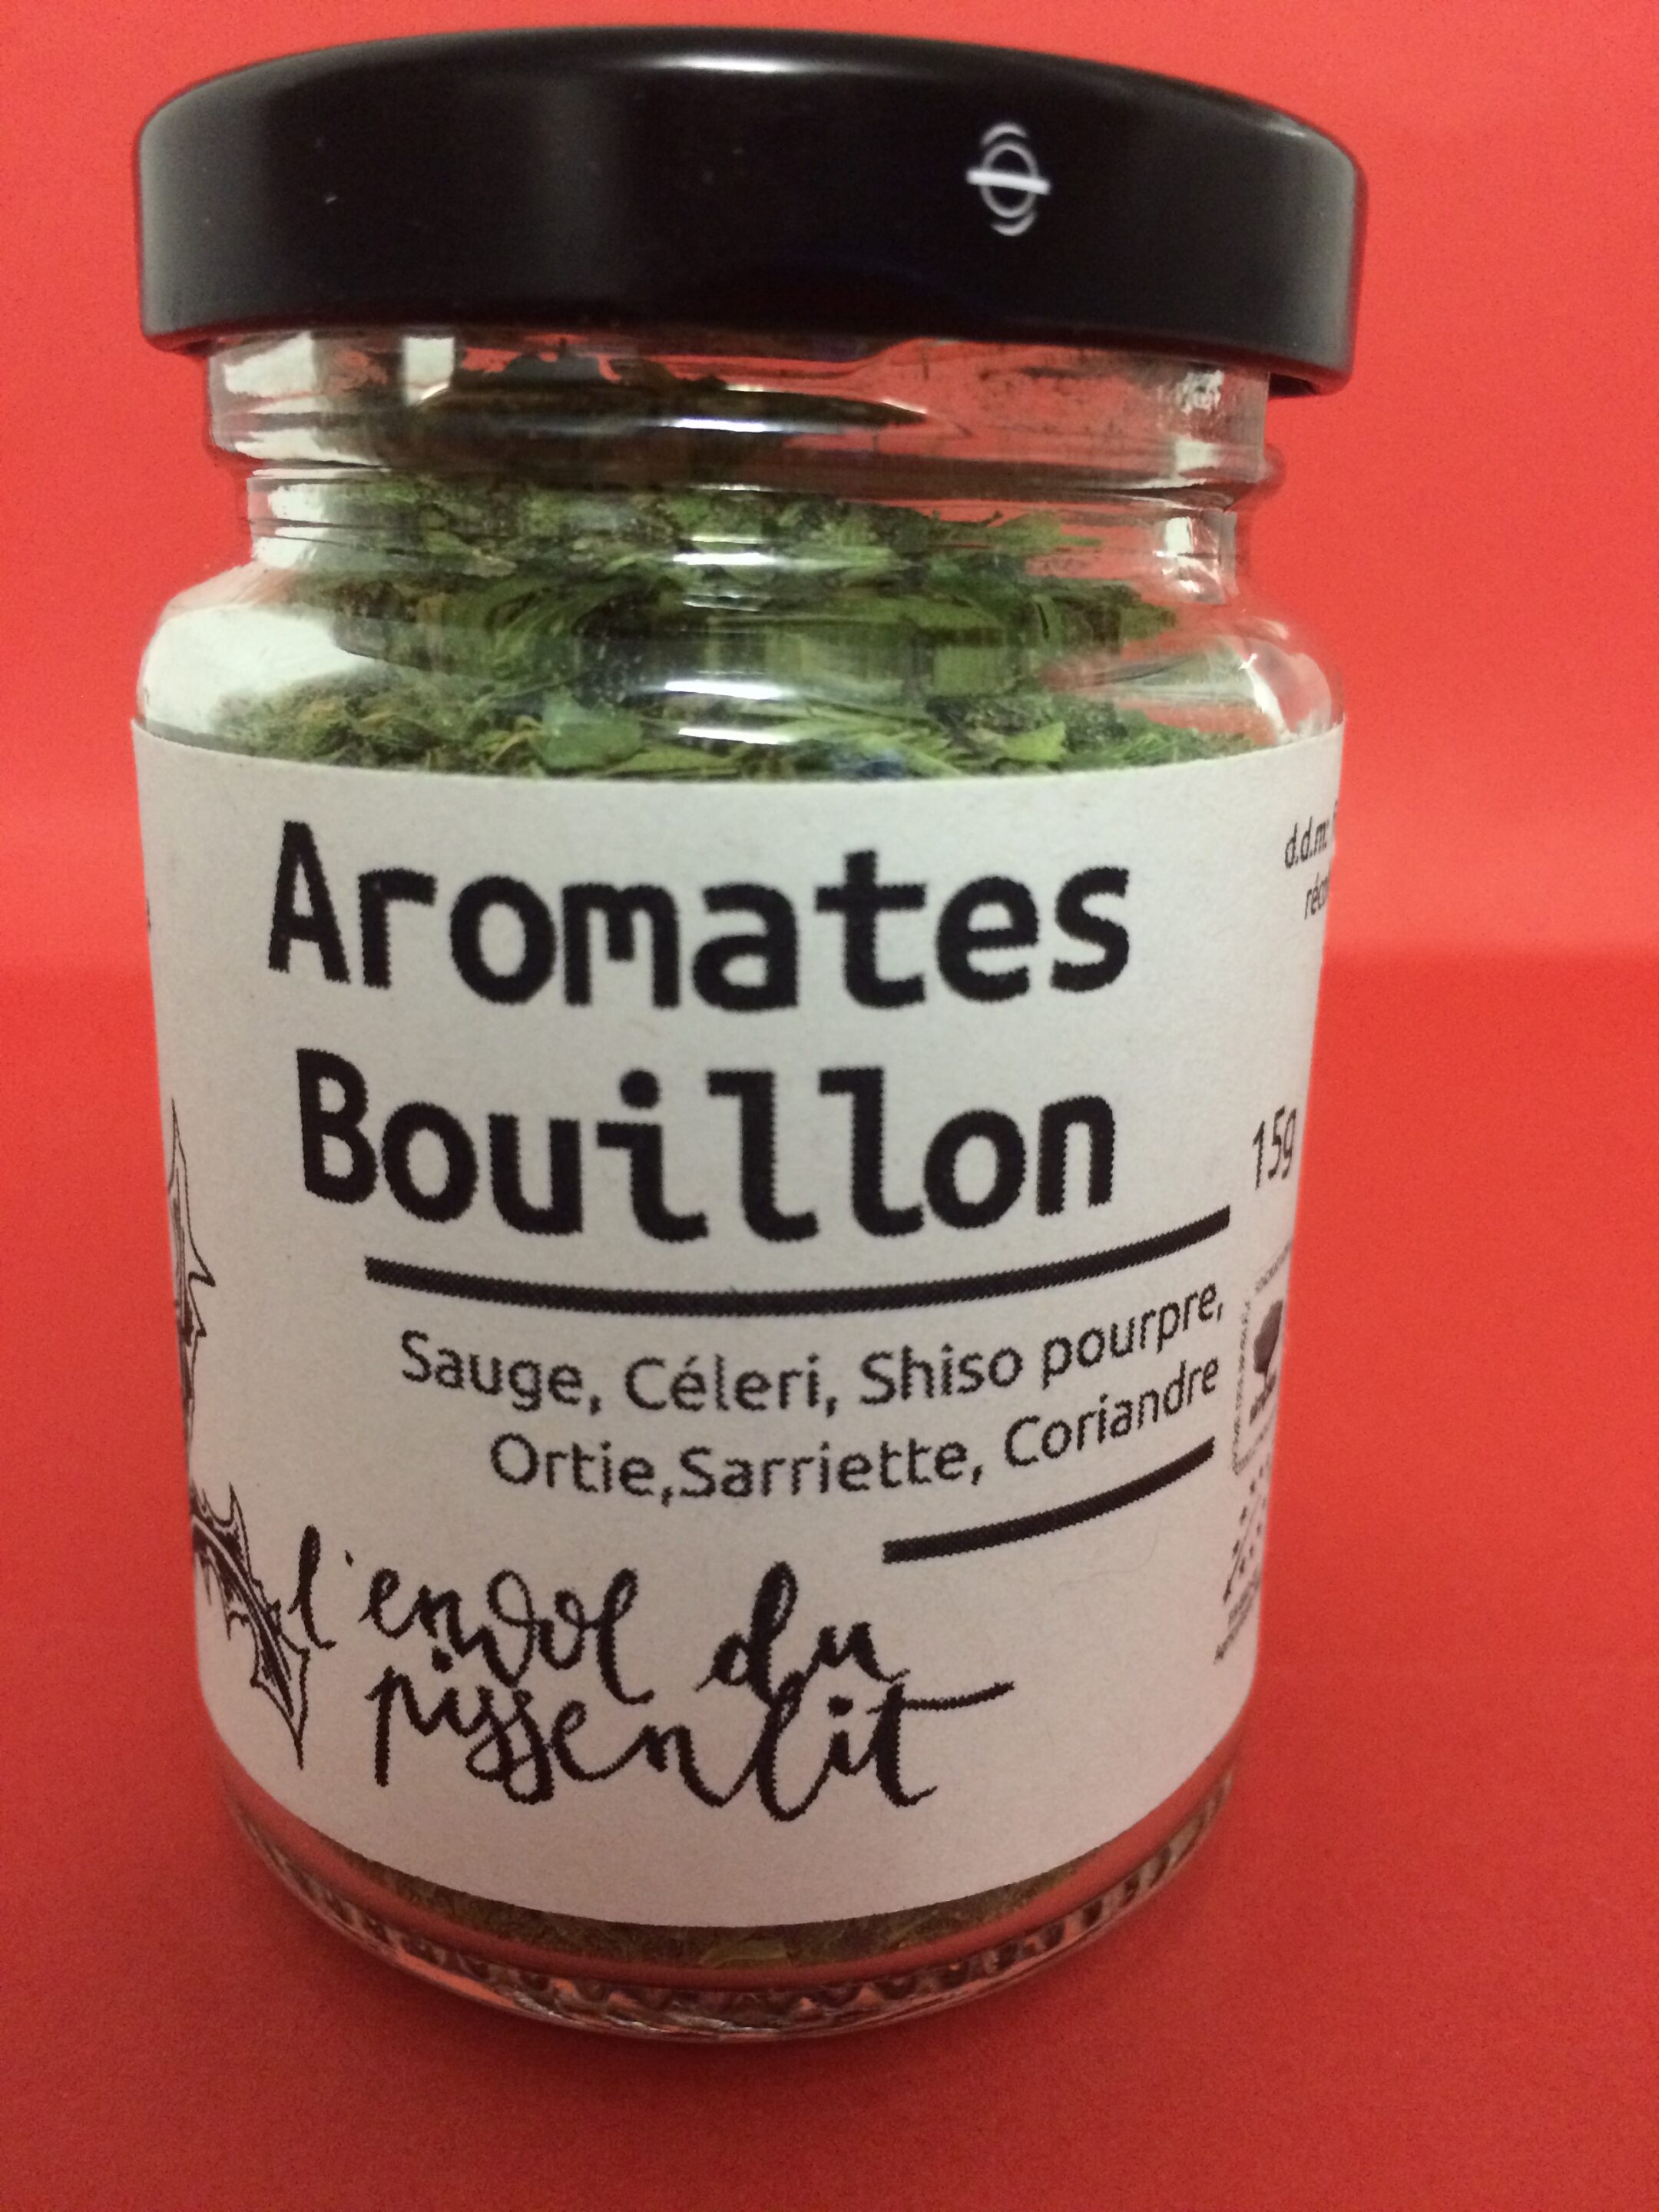 Aromates
Bouillon
Sauge, Céleri, Shiso pourpre,
Ortie,Sarriette, Coriandre
l'envol du
pissenlit
d.d.m:
15g